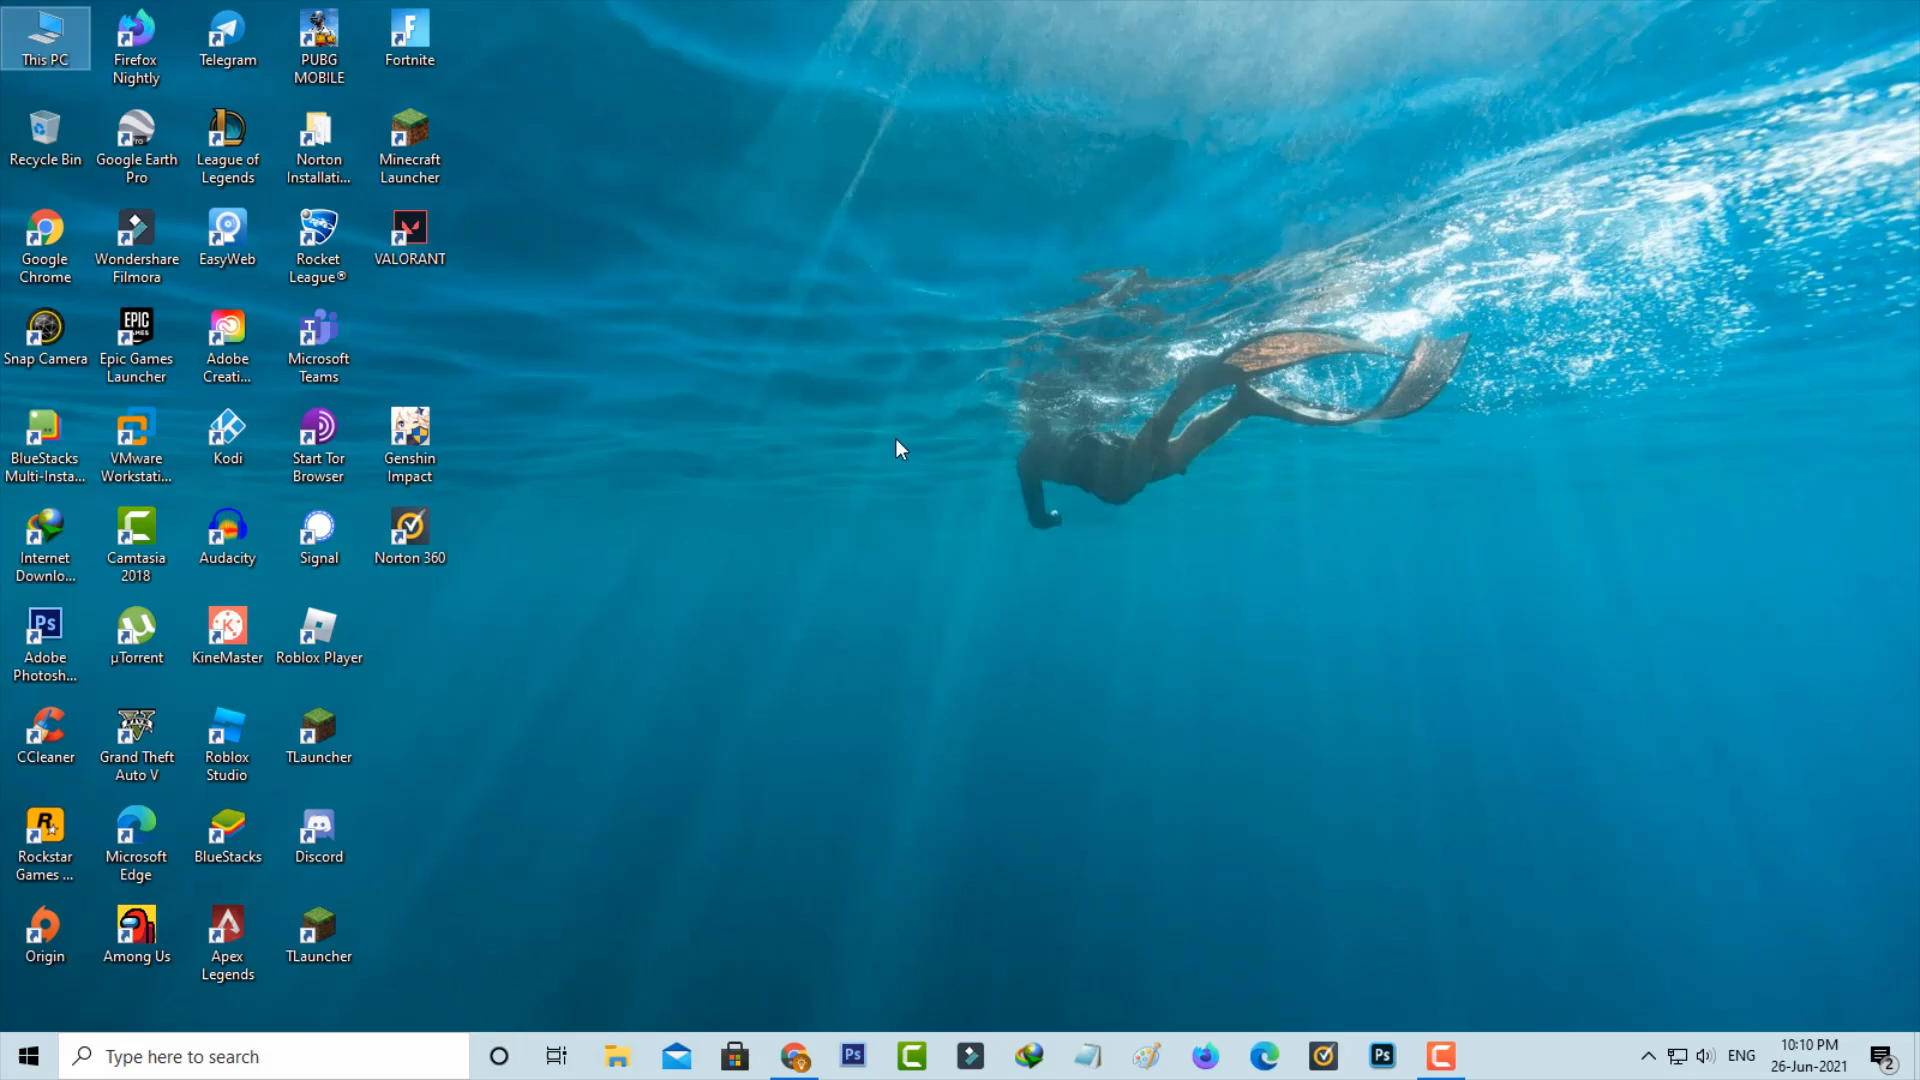 This PC
Firefox
Nightly
Telegram
PUBG
MOBILE
Fortnite
Recycle Bin
Google Earth
Pro
League of
Legends
Norton
Installati...
Minecraft
Launcher
Google
Chrome
Wondershare
Filmora
EasyWeb
Rocket
League®
VALORANT
Snap Camera
EPIC
GAMES
Epic Games
Launcher
Adobe
Creati...
Microsoft
Teams
BlueStacks
Multi-Insta...
VMware
Workstati...
Kodi
Start Tor
Browser
Genshin
Impact
Internet
Downlo...
Camtasia
2018
Audacity
Signal
Norton 360
Ps
Adobe
Photosh...
µTorrent
KineMaster
Roblox Player
CCleaner
Grand Theft
Auto V
Roblox
Studio
TLauncher
Rockstar
Games ...
Microsoft
Edge
BlueStacks
Discord
Origin
Among Us
Apex
Legends
TLauncher
Type here to search
Ps
Ps
ENG
10:10 PM
26-Jun-2021
2